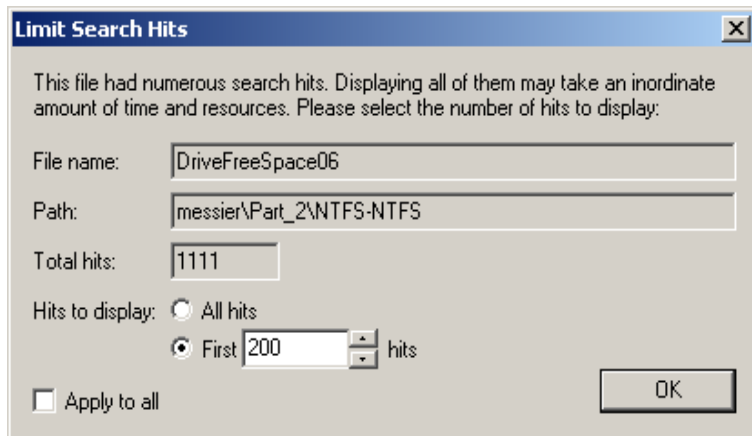 Limit Search Hits
This file had numerous search hits. Displaying all of them may take an inordinate
amount of time and resources. Please select the number of hits to display:
File name: DriveFreeSpace06
Path: messier\Part_2\NTFS-NTFS
Total hits: 1111
Hits to display: All hits
First 200 hits
Apply to all
OK